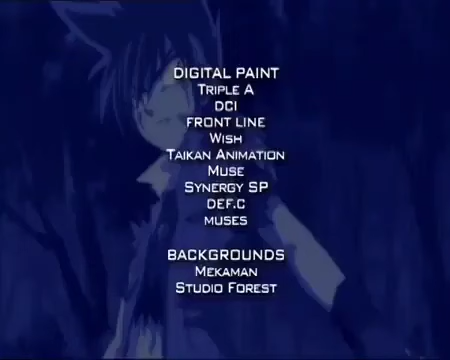 DIGITAL PAINT
TRIPLE A
DCI
FRONT LINE
WISH
TAIKAN ANIMATION
MUSE
SYNERGY SP
DEF.C
MUSES
BACKGROUNDS
MEKAMAN
STUDIO FOREST